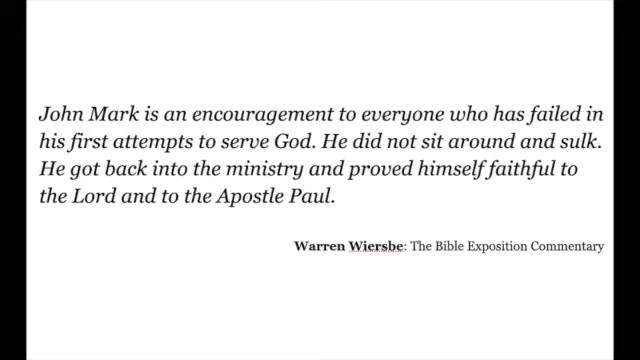 John Mark is an encouragement to everyone who has failed in
his first attempts to serve God. He did not sit around and sulk.
He got back into the ministry and proved himself faithful to
the Lord and to the Apostle Paul.
Warren Wiersbe: The Bible Exposition Commentary